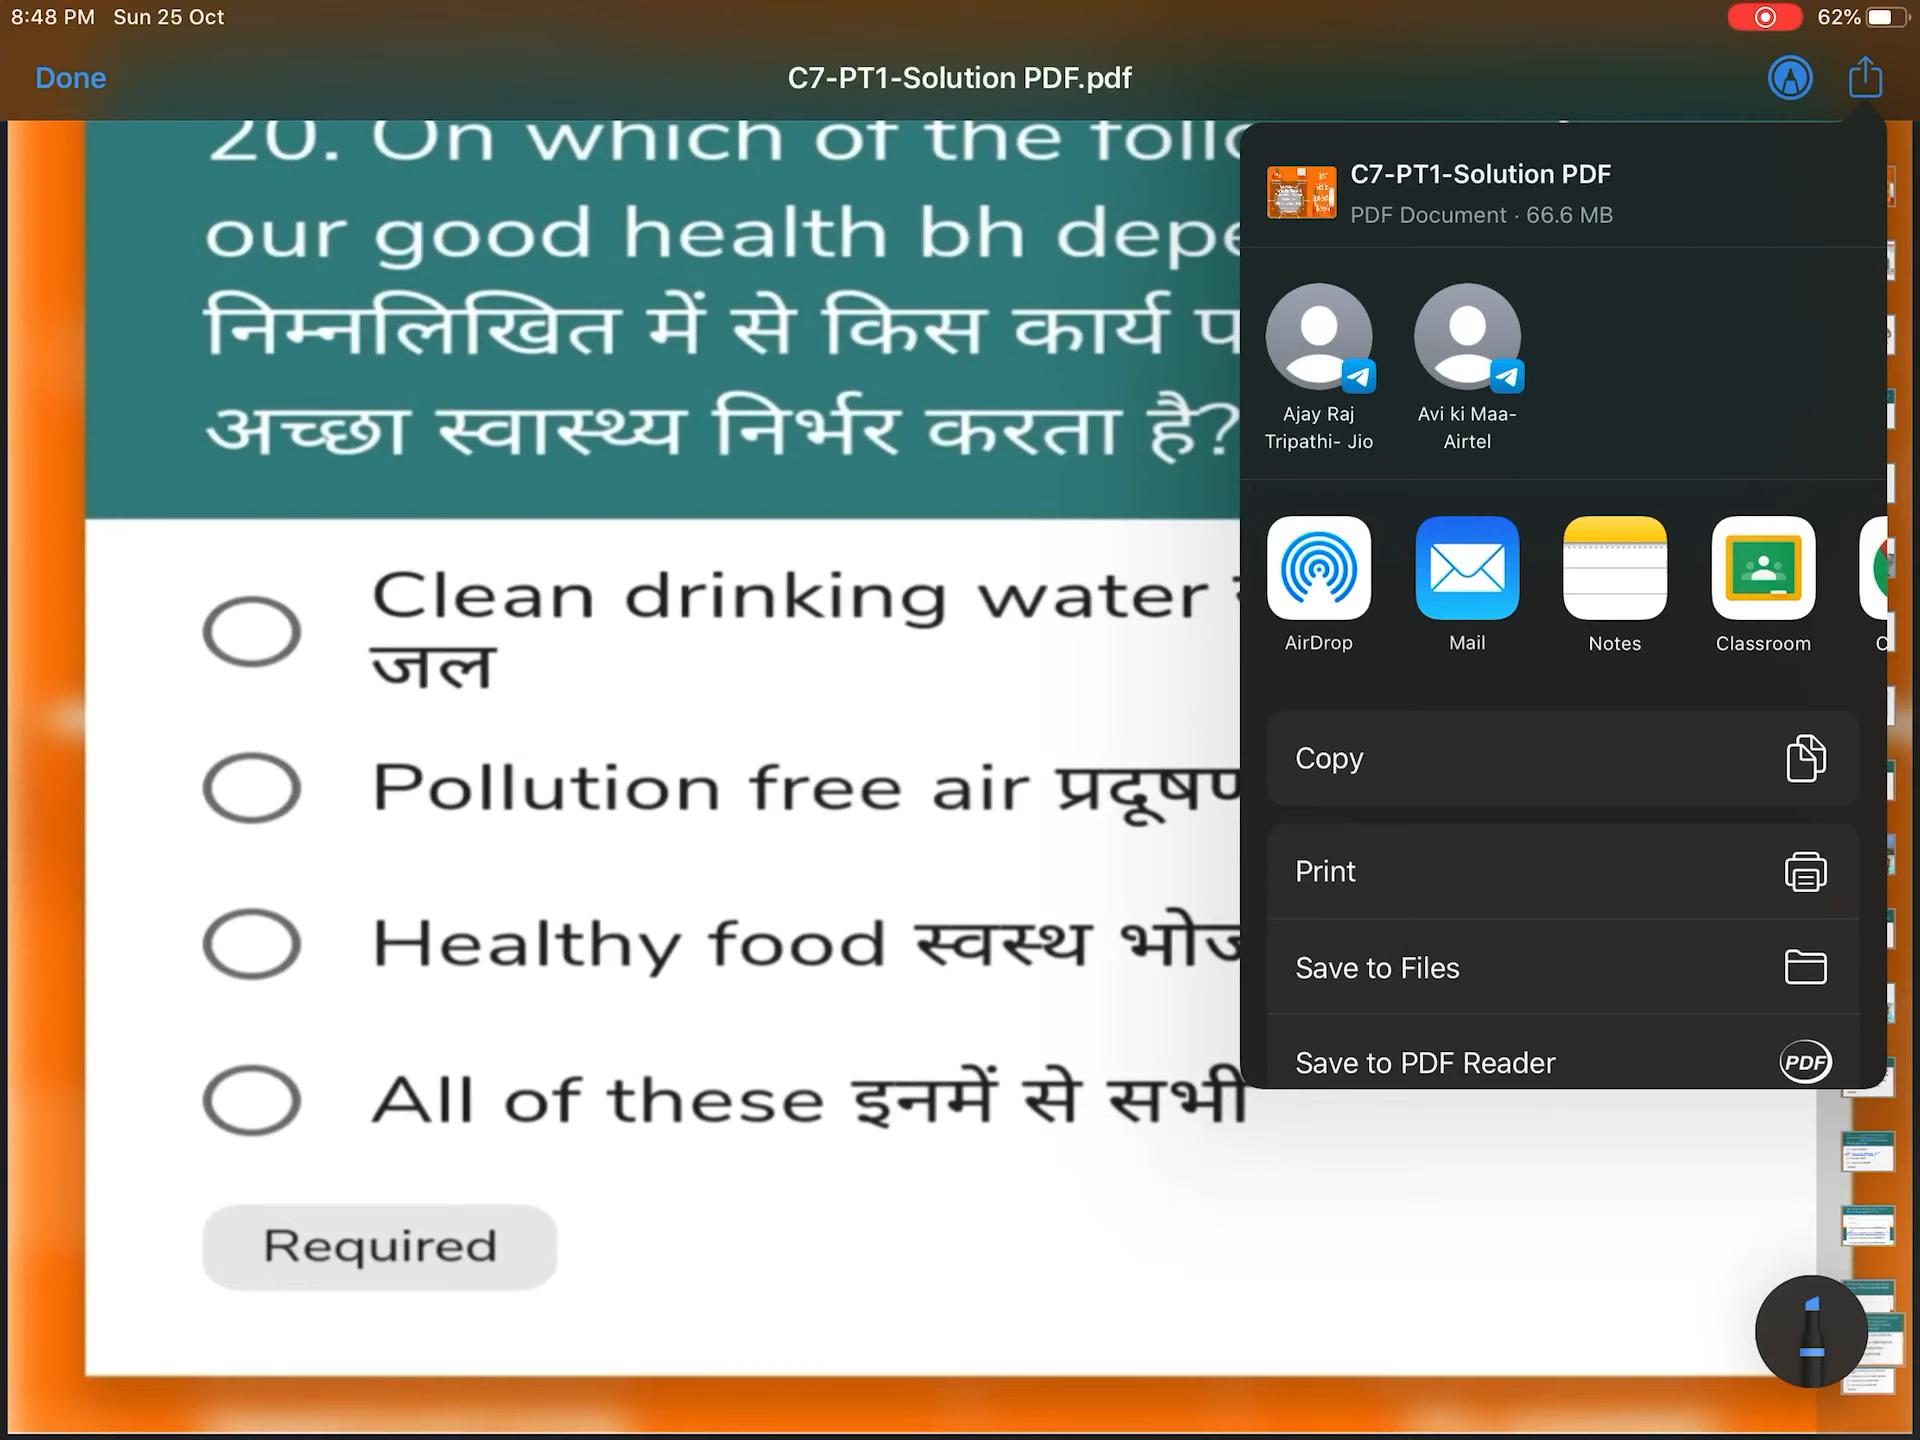 8:48 PM Sun 25 Oct
62%
Done
C7-PT1-Solution PDF.pdf
20. On which of the
our good health bh
निम्नलिखित में से किस कार्य
अच्छा स्वास्थ्य निर्भर करता है?
Clean drinking water
जल
Pollution free air
Healthy food स्वस्थ
All of these इनमें से सभी
Required
C7-PT1-Solution PDF
PDF Document · 66.6 MB
Ajay Raj
Tripathi- Jio
Avi ki Maa-
Airtel
AirDrop
Mail
Notes
Classroom
Copy
Print
Save to Files
Save to PDF Reader
PDF